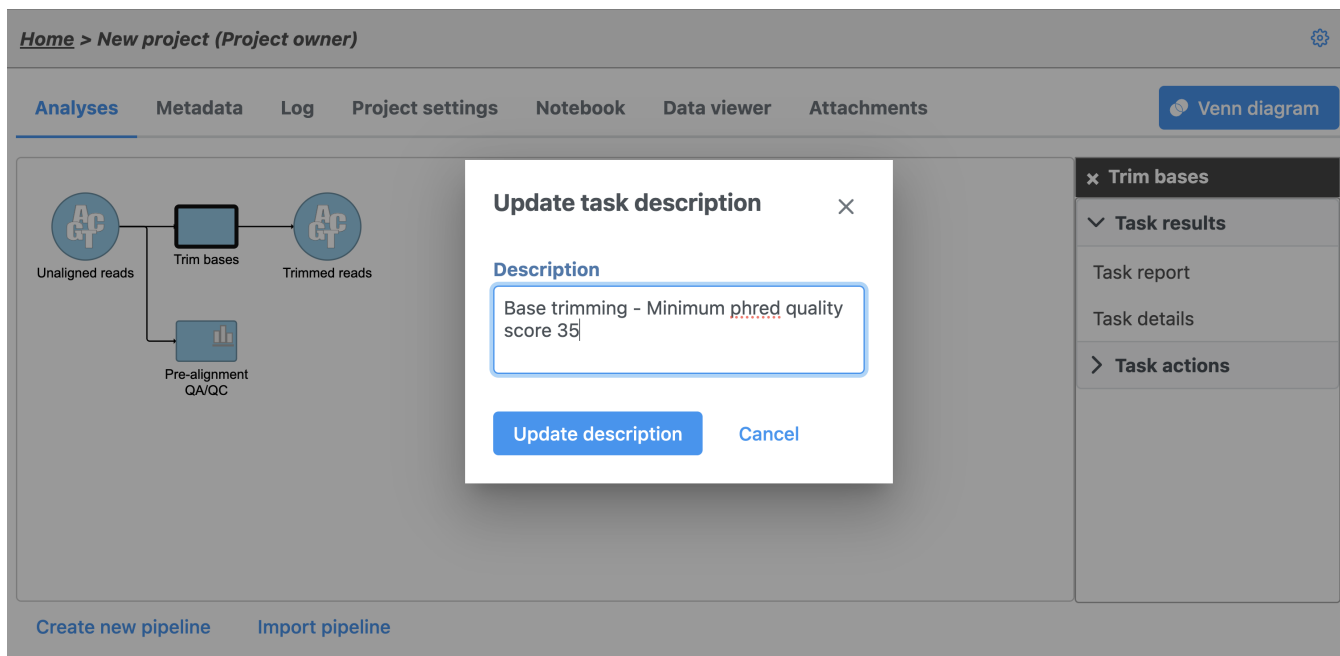 Home > New project (Project owner)
Analyses Metadata Log Project settings Notebook Data viewer Attachments Venn diagram
ACGT
Unaligned reads
Trim bases
ACGT
Trimmed reads
Pre-alignment
QA/QC
Update task description
Description
Base trimming - Minimum phred quality
score 35
Update description Cancel
Trim bases
Task results
Task report
Task details
Task actions
Create new pipeline Import pipeline